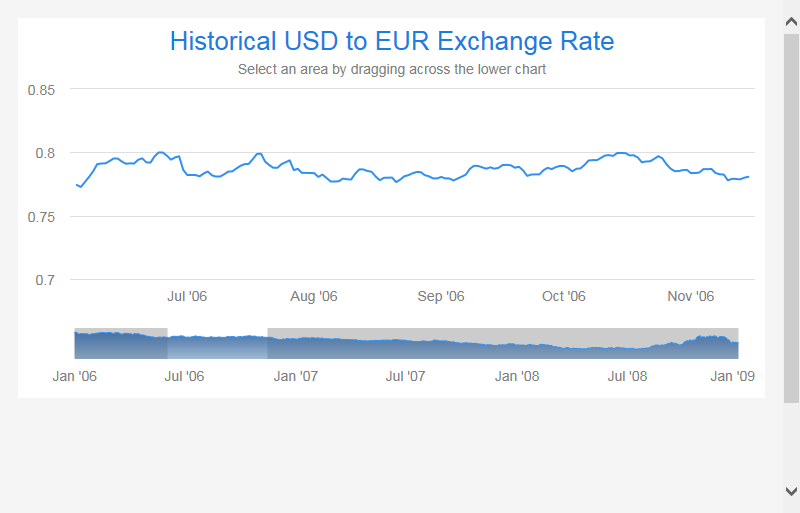 Historical USD to EUR Exchange Rate
Select an area by dragging across the lower chart
0.85
0.8
0.75
0.7
Jul '06 Aug '06 Sep '06 Oct '06 Nov '06
Jan '06 Jul '06 Jan '07 Jul '07 Jan '08 Jul '08 Jan '09